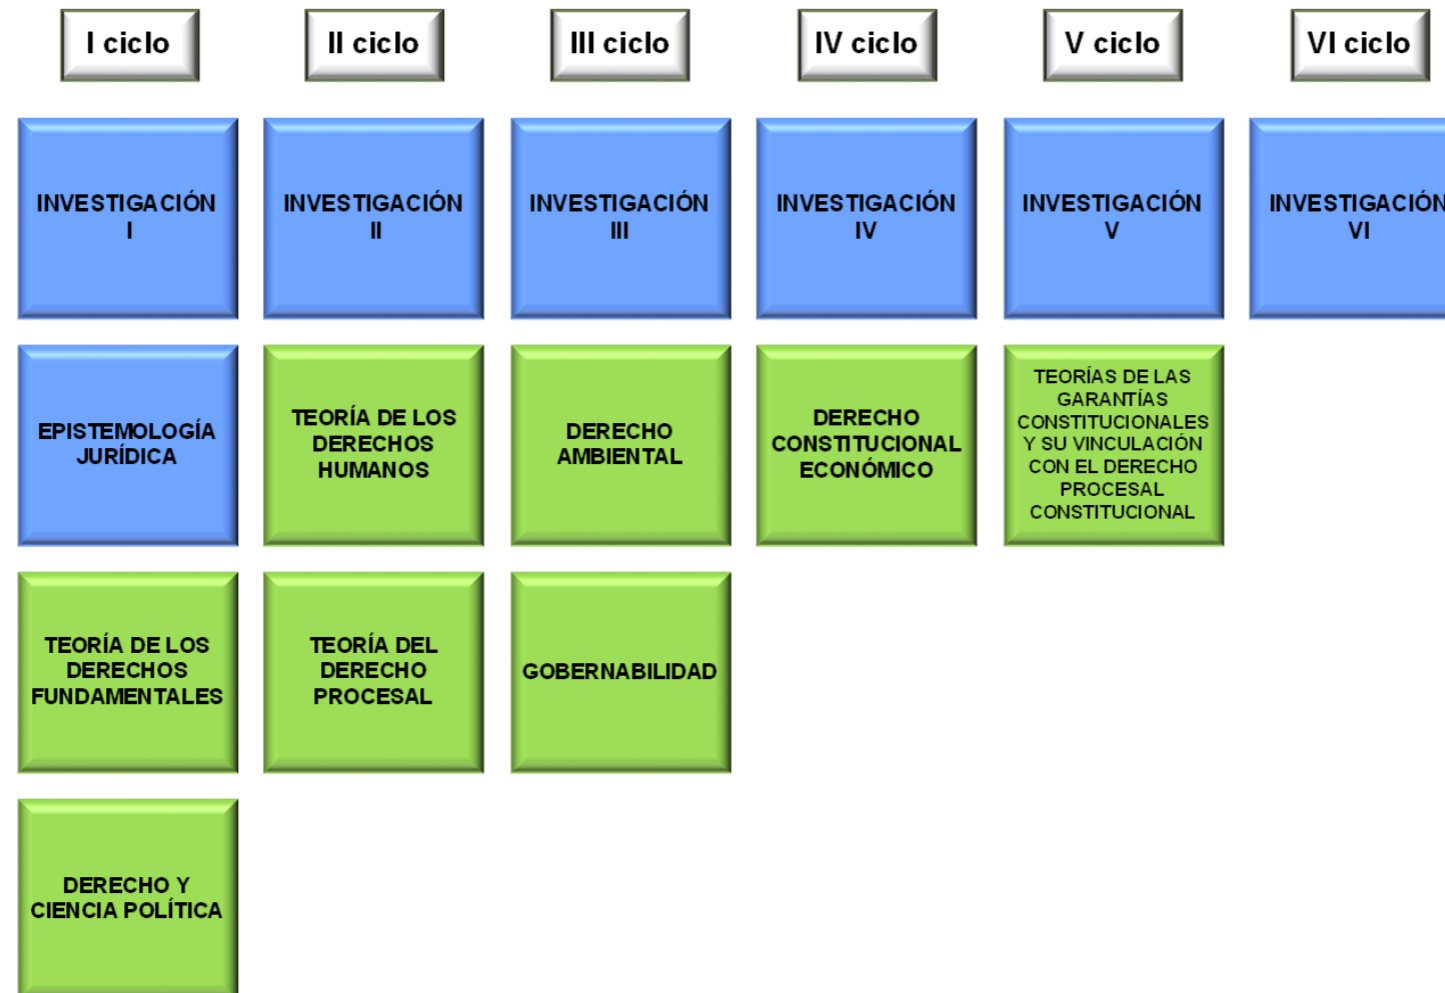 I ciclo
II ciclo
III ciclo
IV ciclo
V ciclo
VI ciclo
INVESTIGACIÓN
I
INVESTIGACIÓN
II
INVESTIGACIÓN
III
INVESTIGACIÓN
IV
INVESTIGACIÓN
V
INVESTIGACIÓN
VI
EPISTEMOLOGÍA
JURÍDICA
TEORÍA DE LOS
DERECHOS
HUMANOS
DERECHO
AMBIENTAL
DERECHO
CONSTITUCIONAL
ECONÓMICO
TEORÍAS DE LAS
GARANTÍAS
CONSTITUCIONALES
Y SU VINCULACIÓN
CON EL DERECHO
PROCESAL
CONSTITUCIONAL
TEORÍA DE LOS
DERECHOS
FUNDAMENTALES
TEORÍA DEL
DERECHO
PROCESAL
GOBERNABILIDAD
DERECHO Y
CIENCIA POLÍTICA